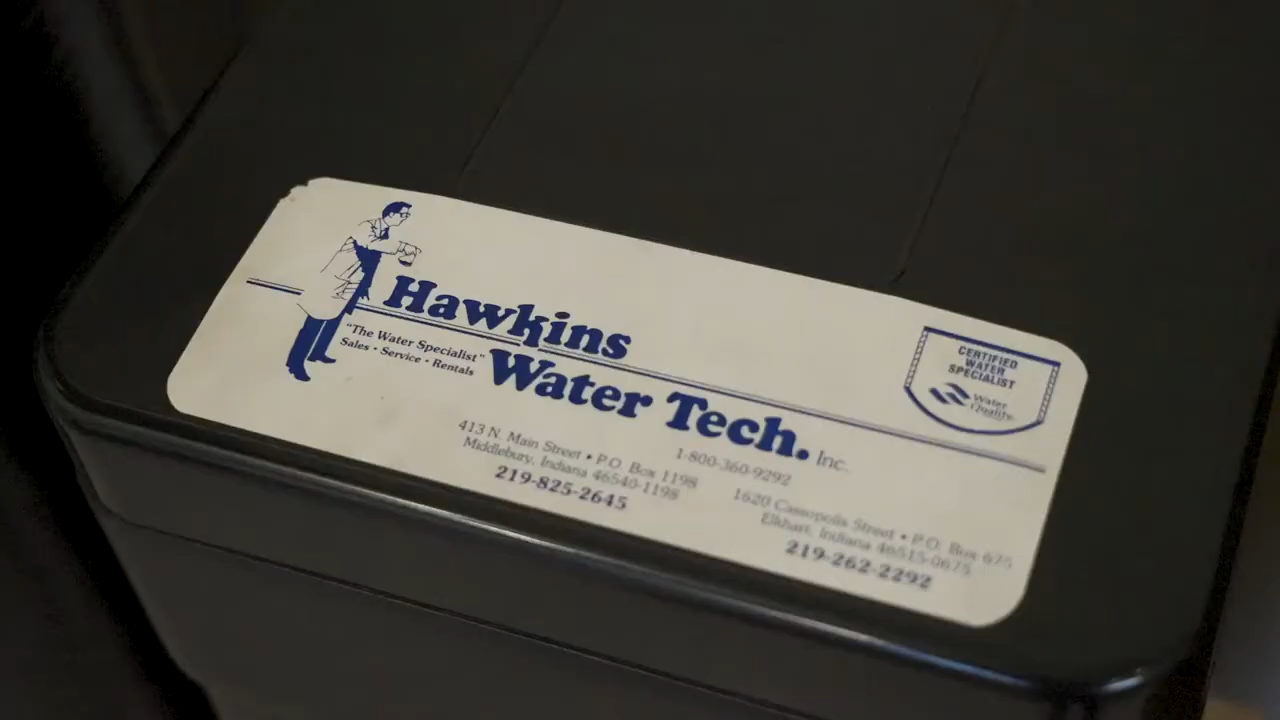 Hawkins
Water Tech. Inc.
"The Water Specialist"
Sales • Service • Rentals
CERTIFIED
WATER
SPECIALIST
Water
Quality
413 N. Main Street • P.O. Box 1198
Middlebury, Indiana 46540-1198
219-825-2645
1-800-360-9292
1620 Cassopolis Street • P.O. Box 675
Elkhart, Indiana 46515-0675
219-262-2292